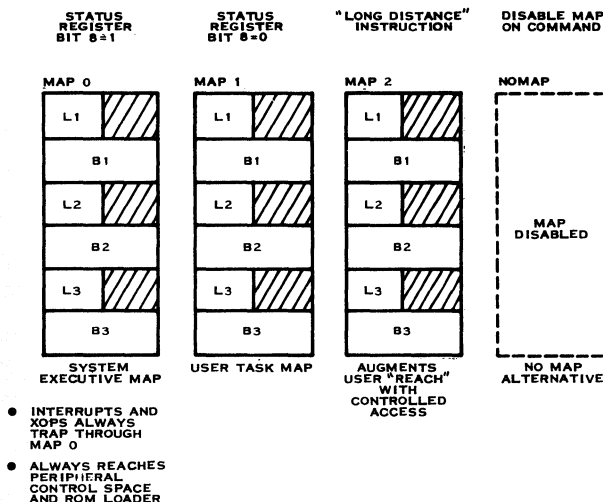 STATUS
REGISTER
BIT 8=1
STATUS
REGISTER
BIT 8=0
"LONG DISTANCE"
INSTRUCTION
DISABLE MAP
ON COMMAND
MAP 0
L1
B1
L2
B2
L3
B3
SYSTEM
EXECUTIVE MAP
MAP 1
L1
B1
L2
B2
L3
B3
USER TASK MAP
MAP 2
L1
B1
L2
B2
L3
B3
AUGMENTS
USER "REACH"
WITH
CONTROLLED
ACCESS
NOMAP
MAP
DISABLED
NO MAP
ALTERNATIVE
● INTERRUPTS AND
XOPS ALWAYS
TRAP THROUGH
MAP 0
● ALWAYS REACHES
PERIPHERAL
CONTROL SPACE
AND ROM LOADER